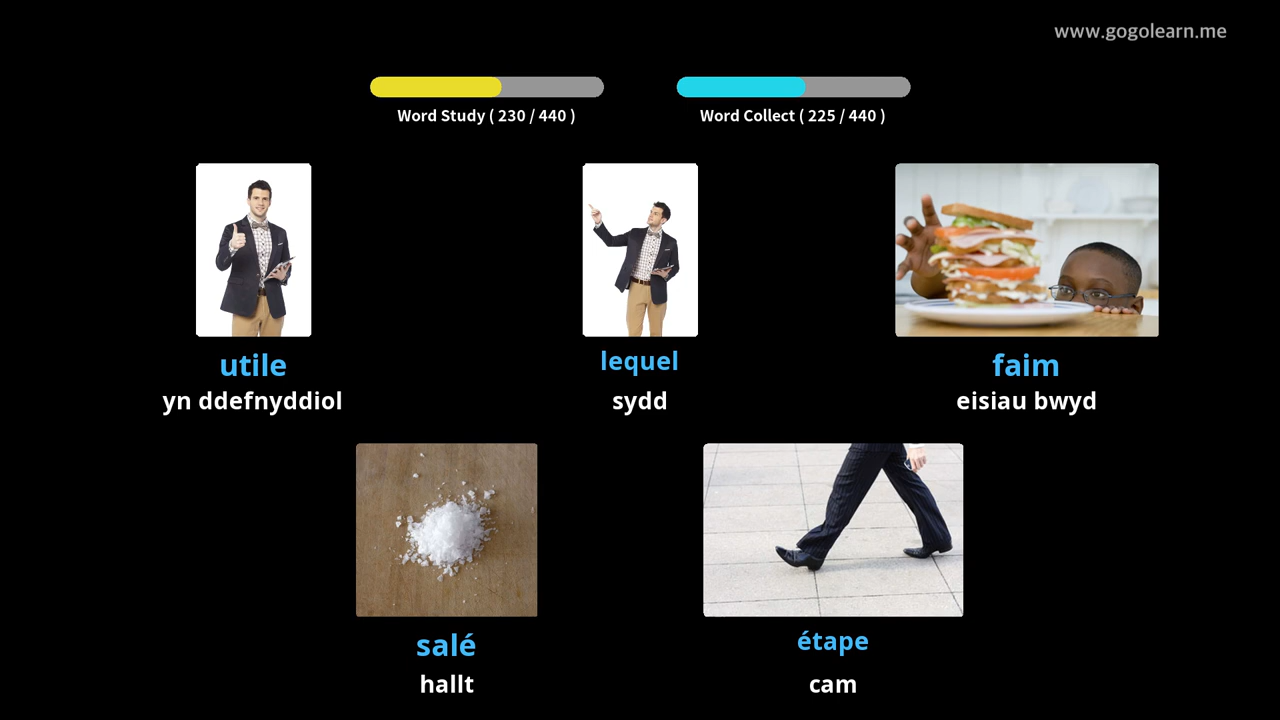 www.gogolearn.me
Word Study ( 230 / 440 )
Word Collect ( 225 / 440 )
utile
yn ddefnyddiol
lequel
sydd
faim
eisiau bwyd
salé
hallt
étape
cam